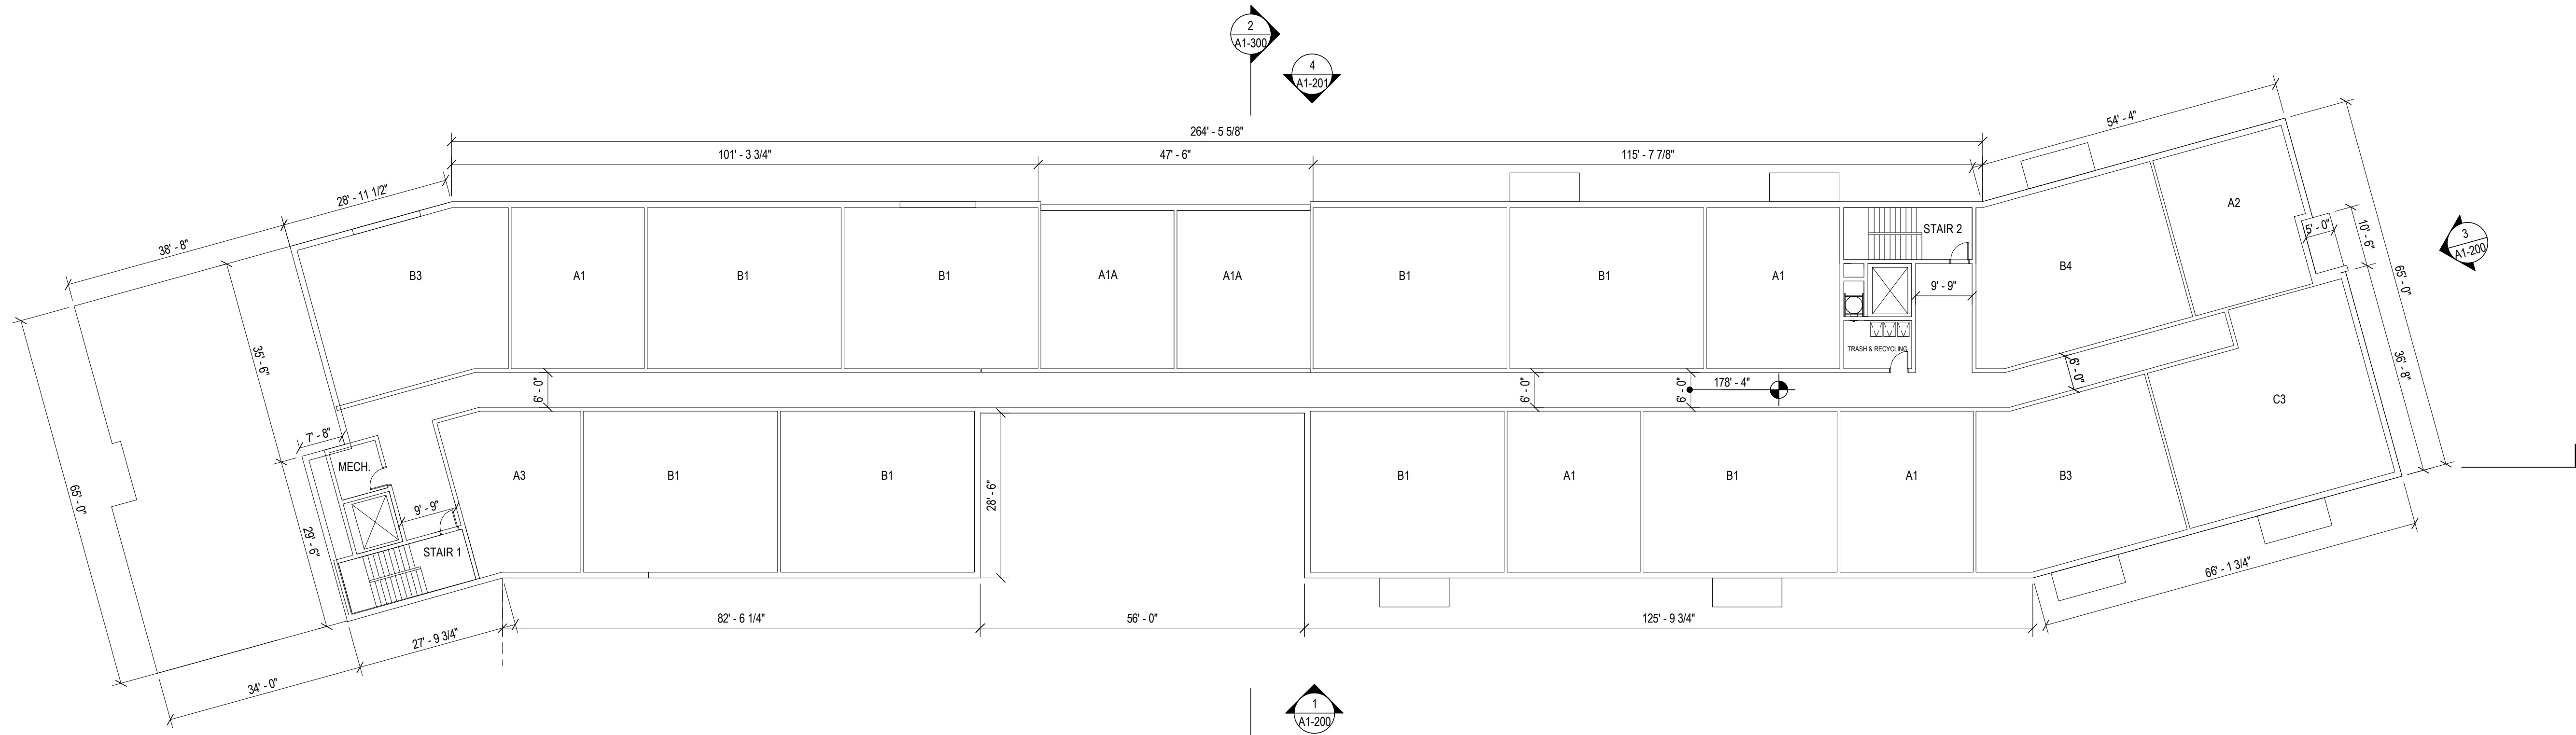 2
A1-300
4
A1-201
264' - 5 5/8"
101' - 3 3/4"
47' - 6"
115' - 7 7/8"
54' - 4"
28' - 11 1/2"
38' - 8"
65' - 0"
35' - 6"
29' - 6"
7' - 8"
9' - 9"
B3
A1
B1
B1
A1A
A1A
B1
B1
A1
STAIR 2
9' - 9"
TRASH & RECYCLING
B4
A2
5' - 0"
10' - 6"
65' - 0"
36' - 8"
3
A1-200
6' - 0"
6' - 0"
6' - 0"
178' - 4"
6' - 0"
C3
MECH.
STAIR 1
A3
B1
B1
28' - 6"
B1
A1
B1
A1
B3
82' - 6 1/4"
56' - 0"
125' - 9 3/4"
66' - 1 3/4"
27' - 9 3/4"
34' - 0"
1
A1-200